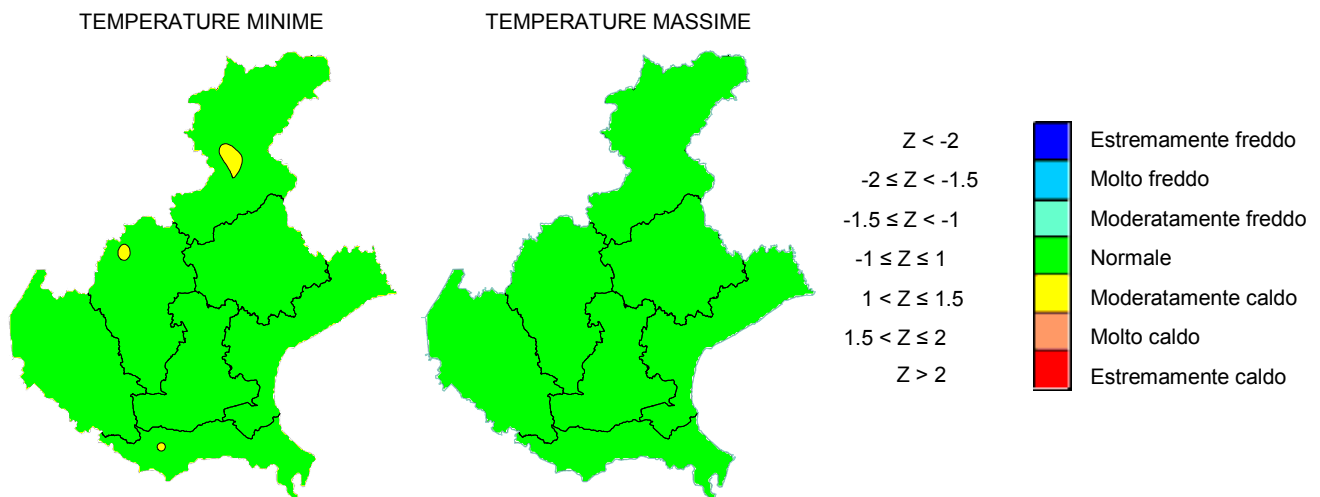 TEMPERATURE MINIME
TEMPERATURE MASSIME
Z < -2 Estremamente freddo
-2 ≤ Z < -1.5 Molto freddo
-1.5 ≤ Z < -1 Moderatamente freddo
-1 ≤ Z ≤ 1 Normale
1 < Z ≤ 1.5 Moderatamente caldo
1.5 < Z ≤ 2 Molto caldo
Z > 2 Estremamente caldo